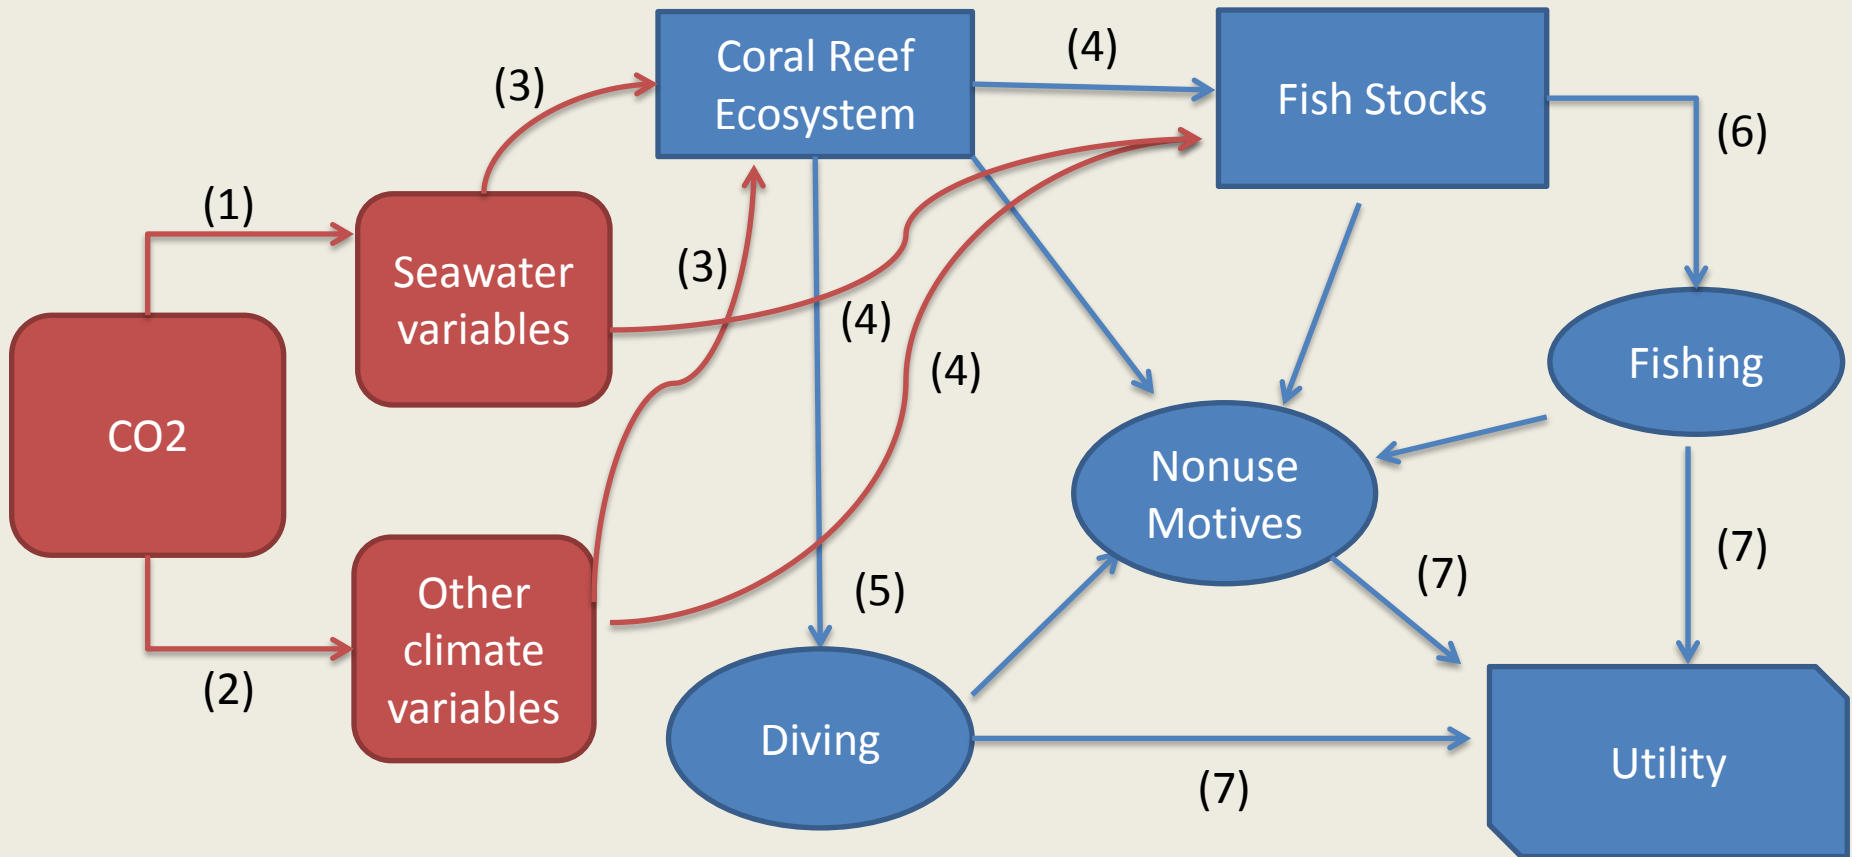 Coral Reef
Ecosystem
(4)
Fish Stocks
(3)
(6)
(1)
Seawater
variables
(3)
(4)
(4)
Fishing
CO2
Nonuse
Motives
(7)
(7)
(5)
Other
climate
variables
(2)
Diving
(7)
Utility